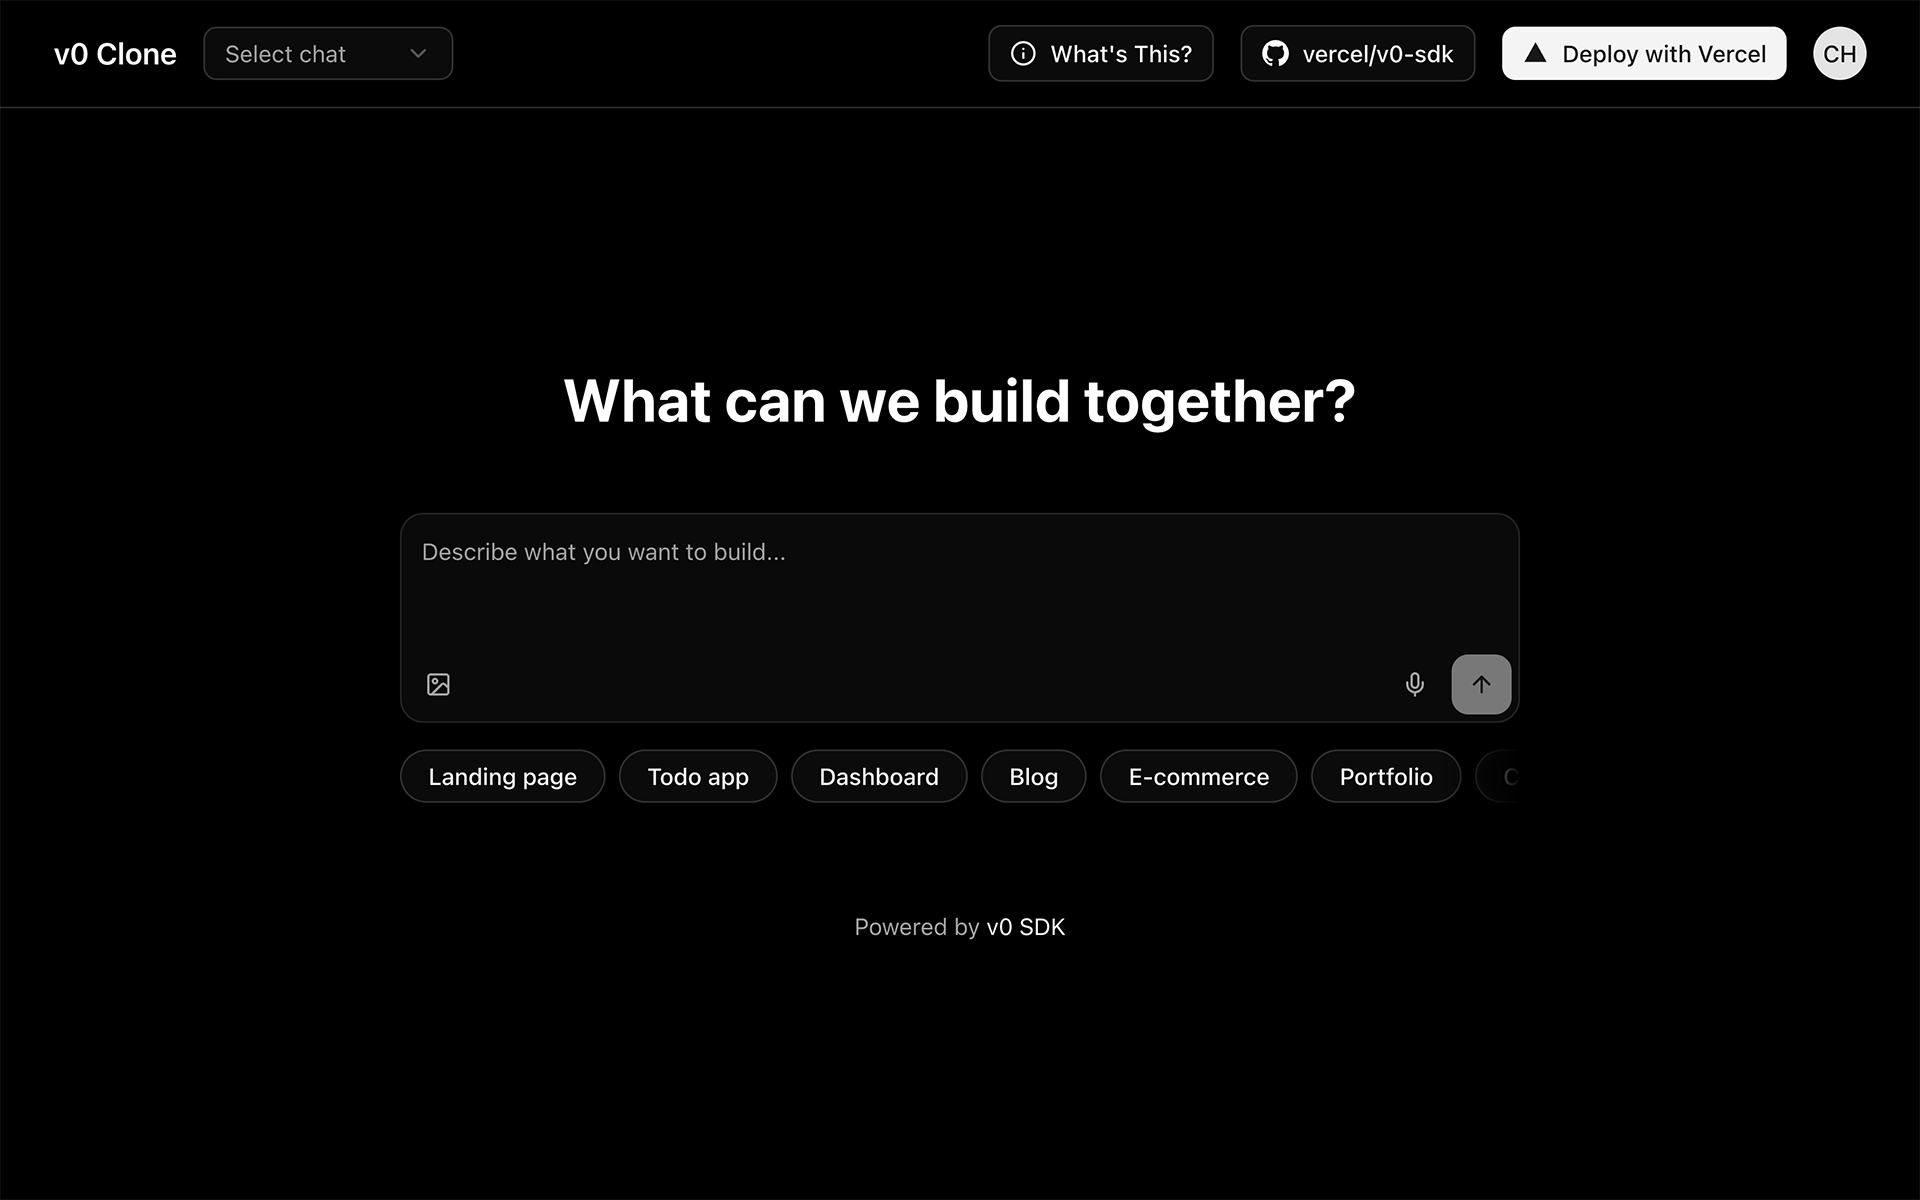 v0 Clone
Select chat
What's This?
vercel/v0-sdk
Deploy with Vercel
CH
What can we build together?
Describe what you want to build...
Landing page
Todo app
Dashboard
Blog
E-commerce
Portfolio
Powered by v0 SDK